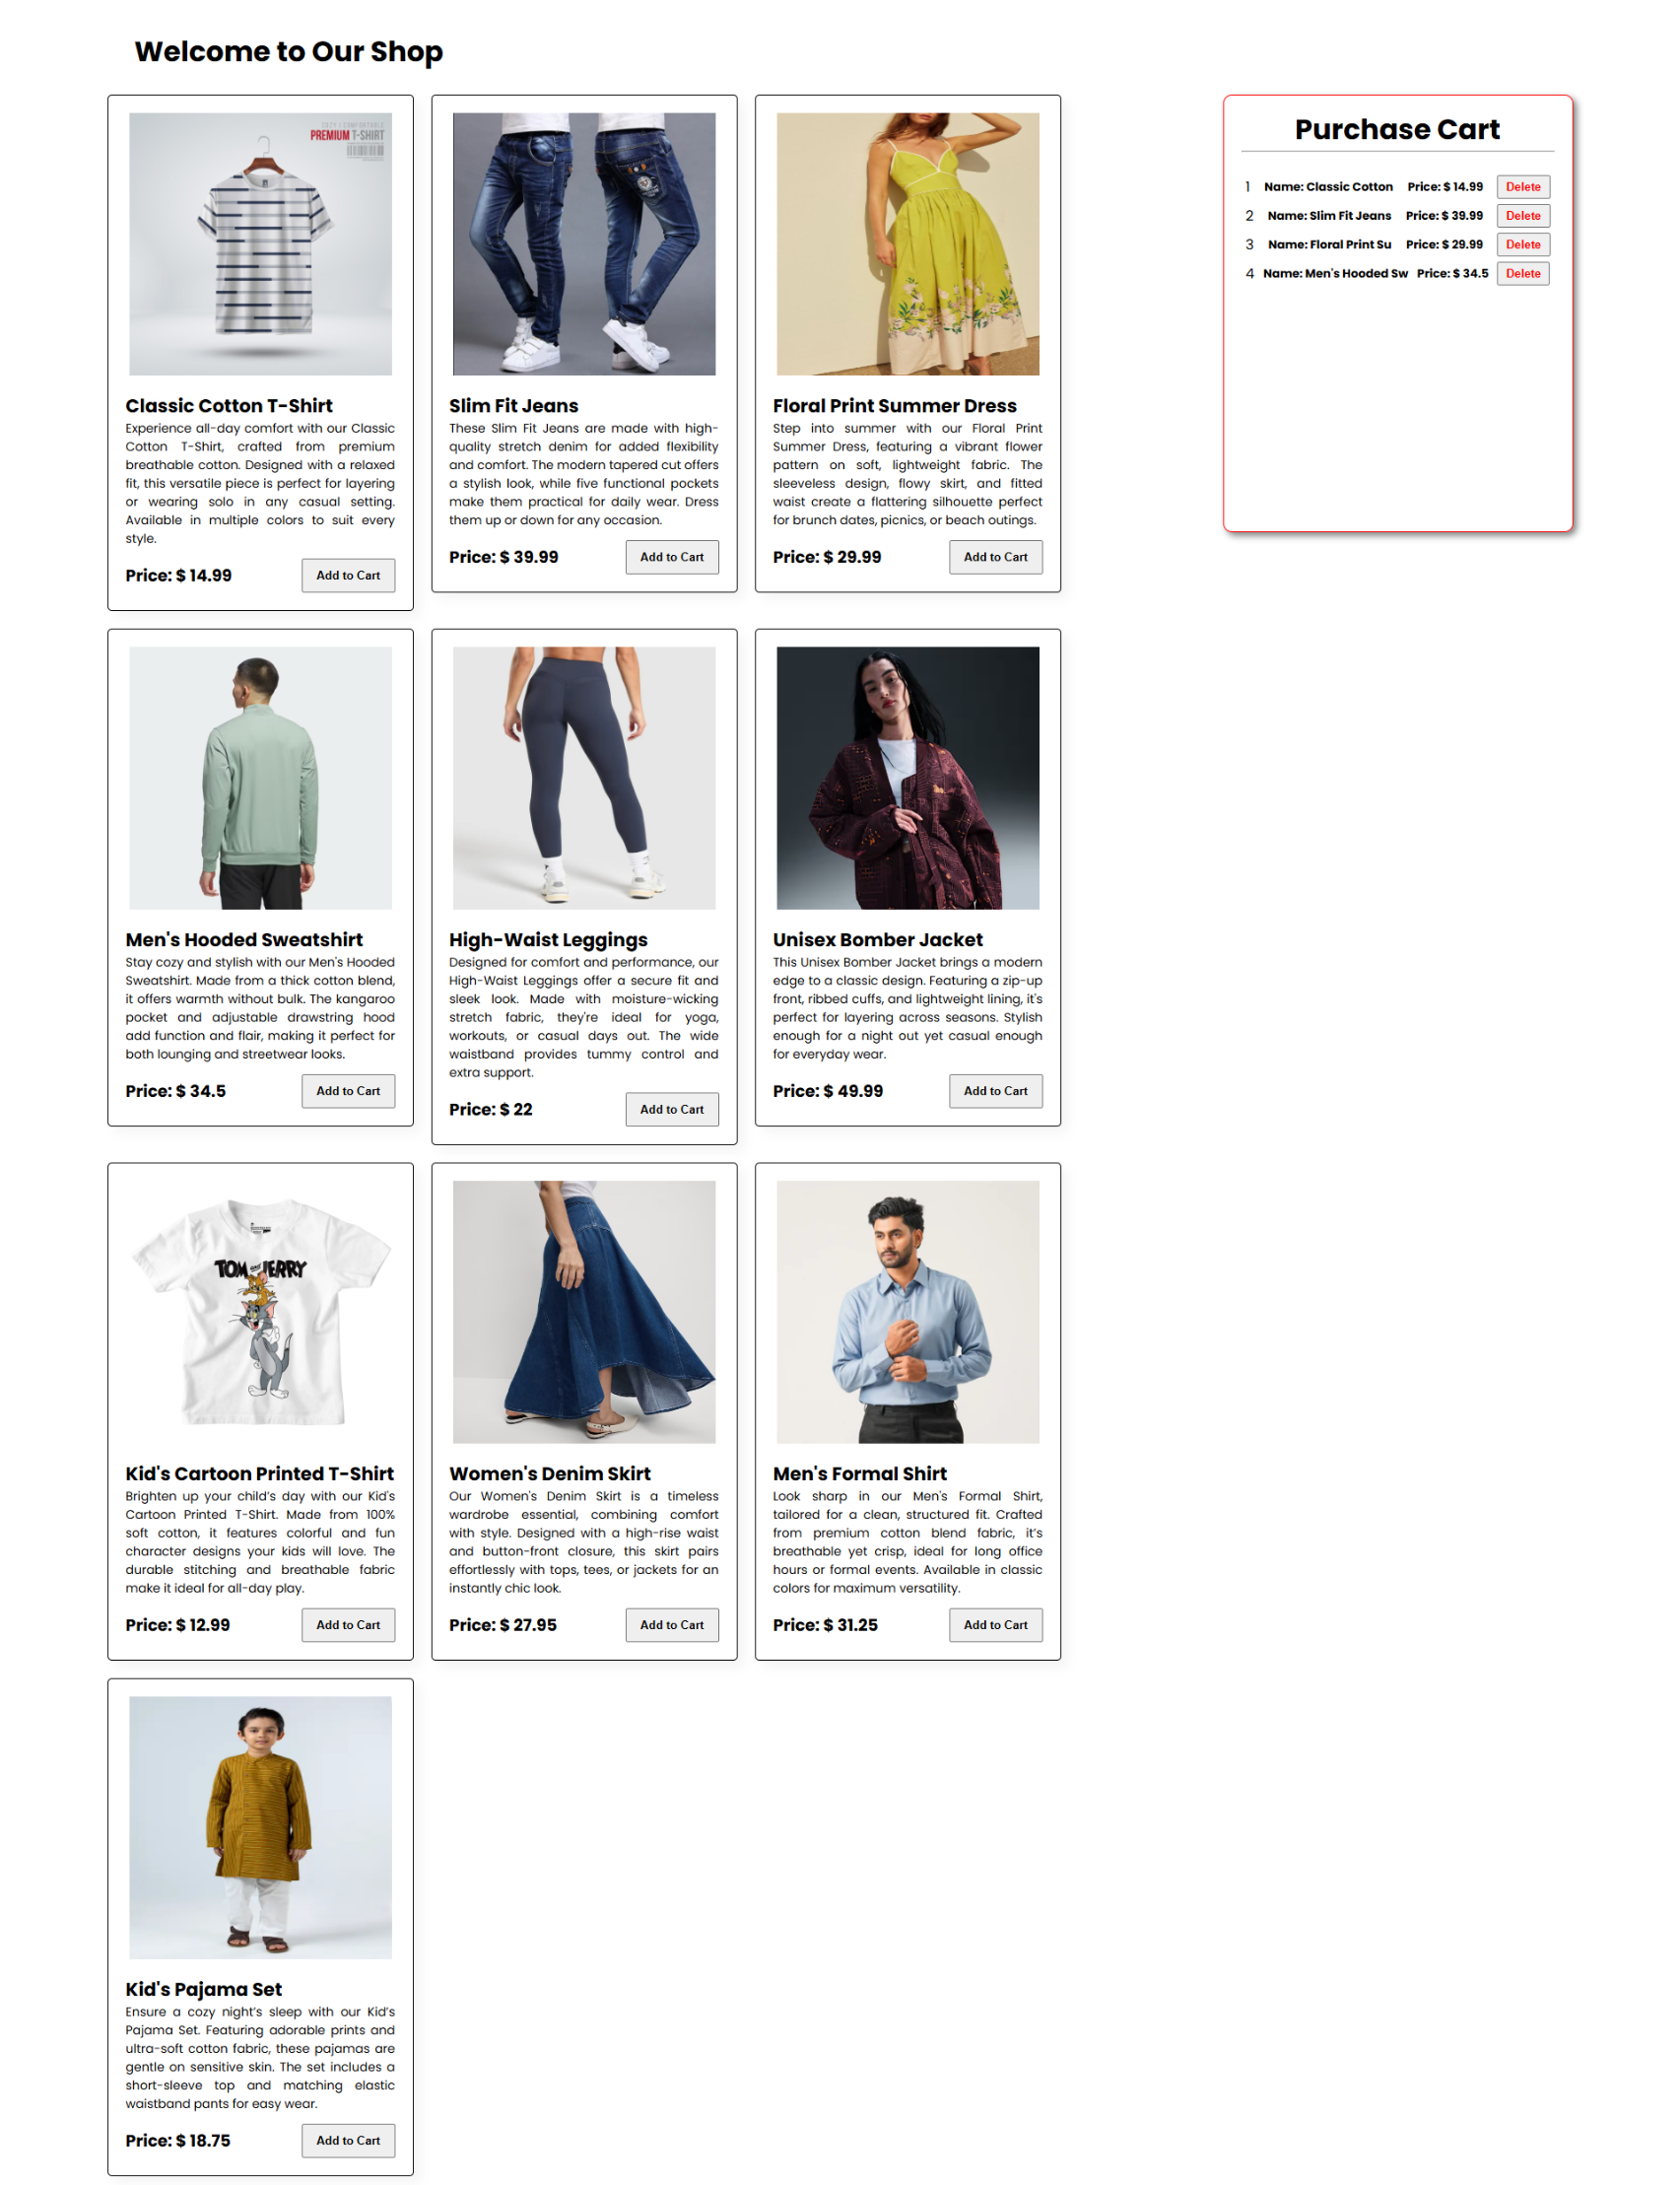 Welcome to Our Shop
PREMIUM T-SHIRT
Classic Cotton T-Shirt
Experience all-day comfort with our Classic
Cotton T-Shirt, crafted from premium
breathable cotton. Designed with a relaxed
fit, this versatile piece is perfect for layering
or wearing solo in any casual setting.
Available in multiple colors to suit every
style.
Price: $ 14.99
Add to Cart
Slim Fit Jeans
These Slim Fit Jeans are made with high-
quality stretch denim for added flexibility
and comfort. The modern tapered cut offers
a stylish look, while five functional pockets
make them practical for daily wear. Dress
them up or down for any occasion.
Price: $ 39.99
Add to Cart
Floral Print Summer Dress
Step into summer with our Floral Print
Summer Dress, featuring a vibrant flower
pattern on soft, lightweight fabric. The
sleeveless design, flowy skirt, and fitted
waist create a flattering silhouette perfect
for brunch dates, picnics, or beach outings.
Price: $ 29.99
Add to Cart
Purchase Cart
1 Name: Classic Cotton Price: $ 14.99 Delete
2 Name: Slim Fit Jeans Price: $ 39.99 Delete
3 Name: Floral Print Su Price: $ 29.99 Delete
4 Name: Men's Hooded Sw Price: $ 34.5 Delete
Men's Hooded Sweatshirt
Stay cozy and stylish with our Men's Hooded
Sweatshirt. Made from a thick cotton blend,
it offers warmth without bulk. The kangaroo
pocket and adjustable drawstring hood
add function and flair, making it perfect for
both lounging and streetwear looks.
Price: $ 34.5
Add to Cart
High-Waist Leggings
Designed for comfort and performance, our
High-Waist Leggings offer a secure fit and
sleek look. Made with moisture-wicking
stretch fabric, they're ideal for yoga,
workouts, or casual days out. The wide
waistband provides tummy control and
extra support.
Price: $ 22
Add to Cart
Unisex Bomber Jacket
This Unisex Bomber Jacket brings a modern
edge to a classic design. Featuring a zip-up
front, ribbed cuffs, and lightweight lining, it's
perfect for layering across seasons. Stylish
enough for a night out yet casual enough
for everyday wear.
Price: $ 49.99
Add to Cart
TOM AND JERRY
Kid's Cartoon Printed T-Shirt
Brighten up your child’s day with our Kid's
Cartoon Printed T-Shirt. Made from 100%
soft cotton, it features colorful and fun
character designs your kids will love. The
durable stitching and breathable fabric
make it ideal for all-day play.
Price: $ 12.99
Add to Cart
Women's Denim Skirt
Our Women's Denim Skirt is a timeless
wardrobe essential, combining comfort
with style. Designed with a high-rise waist
and button-front closure, this skirt pairs
effortlessly with tops, tees, or jackets for an
instantly chic look.
Price: $ 27.95
Add to Cart
Men's Formal Shirt
Look sharp in our Men's Formal Shirt,
tailored for a clean, structured fit. Crafted
from premium cotton blend fabric, it’s
breathable yet crisp, ideal for long office
hours or formal events. Available in classic
colors for maximum versatility.
Price: $ 31.25
Add to Cart
Kid's Pajama Set
Ensure a cozy night’s sleep with our Kid’s
Pajama Set. Featuring adorable prints and
ultra-soft cotton fabric, these pajamas are
gentle on sensitive skin. The set includes a
short-sleeve top and matching elastic
waistband pants for easy wear.
Price: $ 18.75
Add to Cart